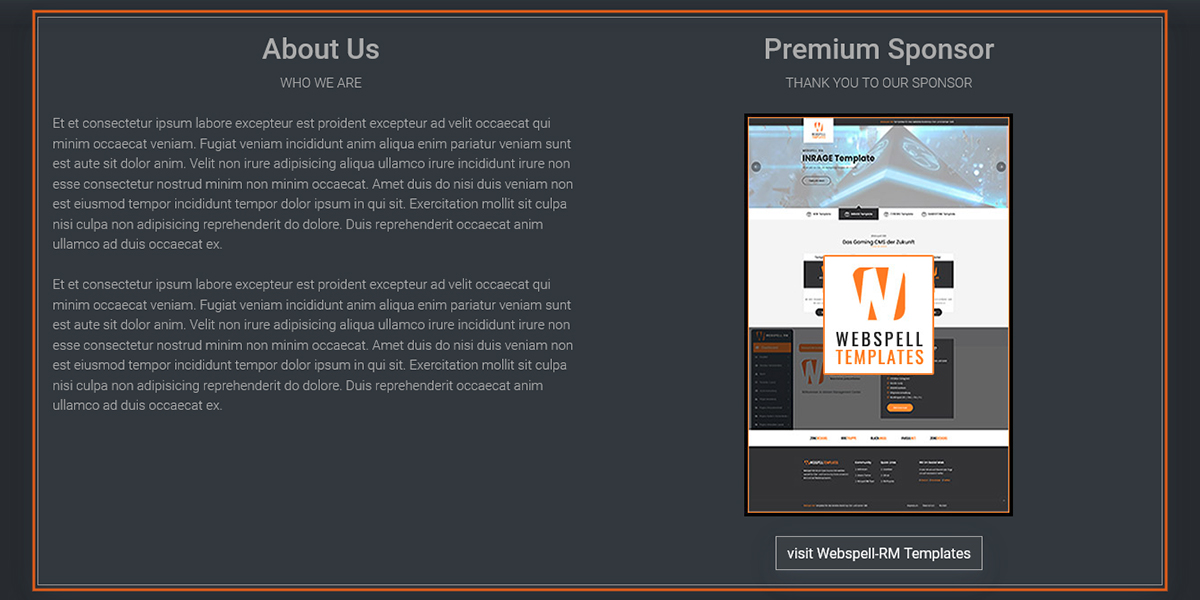 About Us
WHO WE ARE
Et et consectetur ipsum labore excepteur est proident excepteur ad velit occaecat qui
minim occaecat veniam. Fugiat veniam incididunt anim aliqua enim pariatur veniam sunt
est aute sit dolor anim. Velit non irure adipisicing aliqua ullamco irure incididunt irure non
esse consectetur nostrud minim non minim occaecat. Amet duis do nisi duis veniam non
est eiusmod tempor incididunt tempor dolor ipsum in qui sit. Exercitation mollit sit culpa
nisi culpa non adipisicing reprehenderit do dolore. Duis reprehenderit occaecat anim
ullamco ad duis occaecat ex.
Et et consectetur ipsum labore excepteur est proident excepteur ad velit occaecat qui
minim occaecat veniam. Fugiat veniam incididunt anim aliqua enim pariatur veniam sunt
est aute sit dolor anim. Velit non irure adipisicing aliqua ullamco irure incididunt irure non
esse consectetur nostrud minim non minim occaecat. Amet duis do nisi duis veniam non
est eiusmod tempor incididunt tempor dolor ipsum in qui sit. Exercitation mollit sit culpa
nisi culpa non adipisicing reprehenderit do dolore. Duis reprehenderit occaecat anim
ullamco ad duis occaecat ex.
Premium Sponsor
THANK YOU TO OUR SPONSOR
INRAGE Template
Das Gaming CMS der Zukunft
WEBSPELL
TEMPLATES
visit Webspell-RM Templates